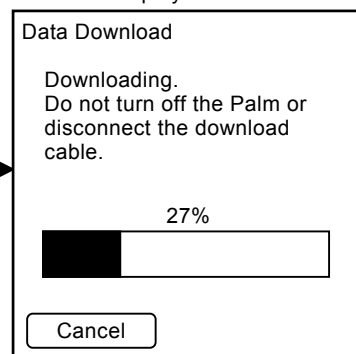 Data Download
Downloading.
Do not turn off the Palm or
disconnect the download
cable.
27%
Cancel